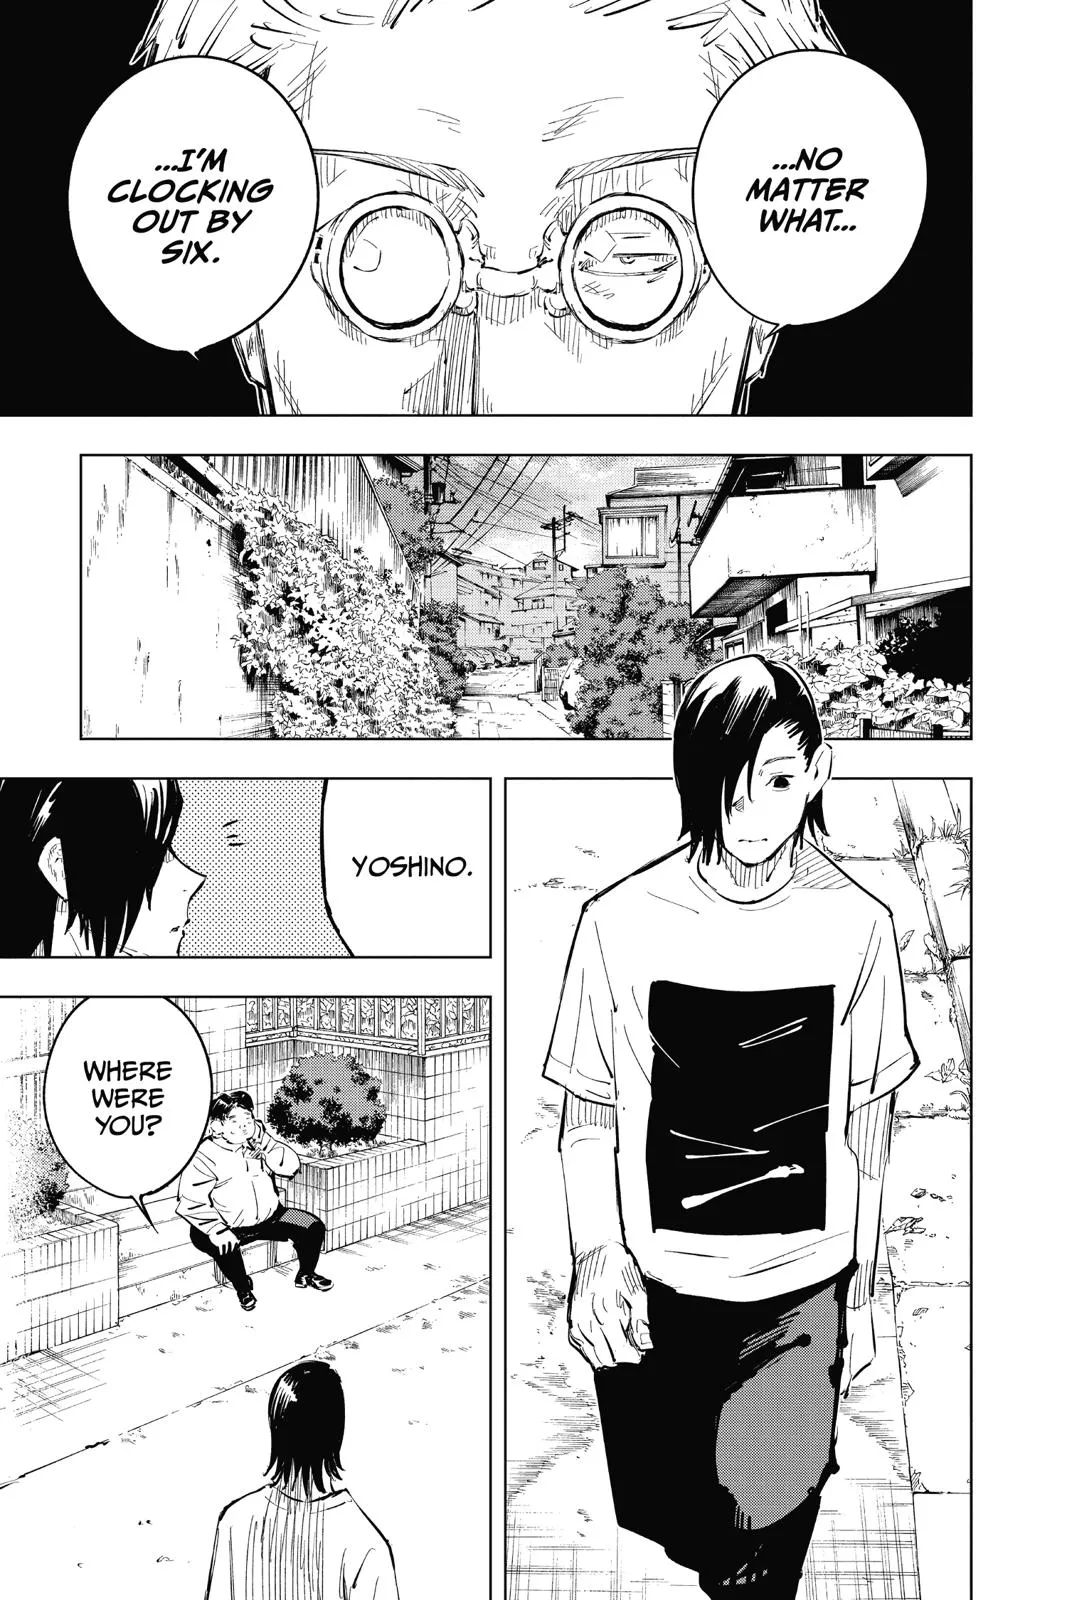 ...NO
MATTER
WHAT...
...I'M
CLOCKING
OUT BY
SIX.
YOSHINO.
WHERE
WERE
YOU?